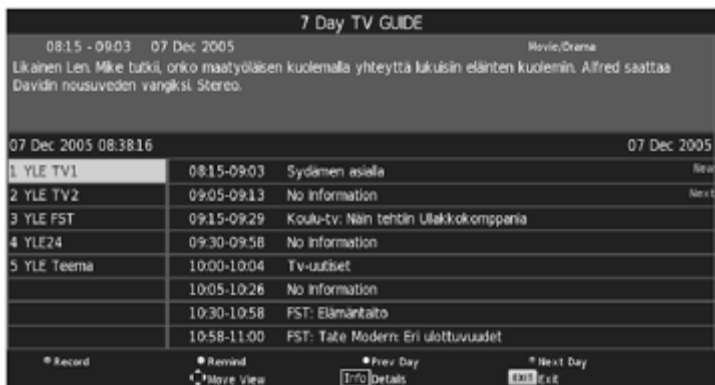 7 Day TV GUIDE
08:15 - 09:03 07 Dec 2005 Movie/Drama
Likainen Len. Mike tutkii, onko maatyöläisen kuolemalla yhteyttä lukuisin eläinten kuolemin. Alfred saattaa
Davidin nousuveden vangiksi. Stereo.
07 Dec 2005 08:38:16 07 Dec 2005
1 YLE TV1 08:15-09:03 Sydämen asialla New
2 YLE TV2 09:05-09:13 No Information Next
3 YLE FST 09:15-09:29 Koulu-tv: Näin tehtiin Ullakkokomppania
4 YLE24 09:30-09:58 No Information
5 YLE Teema 10:00-10:04 Tv-uutiset
10:05-10:26 No Information
10:30-10:58 FST: Elämäntaito
10:58-11:00 FST: Tate Modern: Eri ulottuvuudet
Record Remind Prev Day Next Day
Move View Info Details EXIT Exit